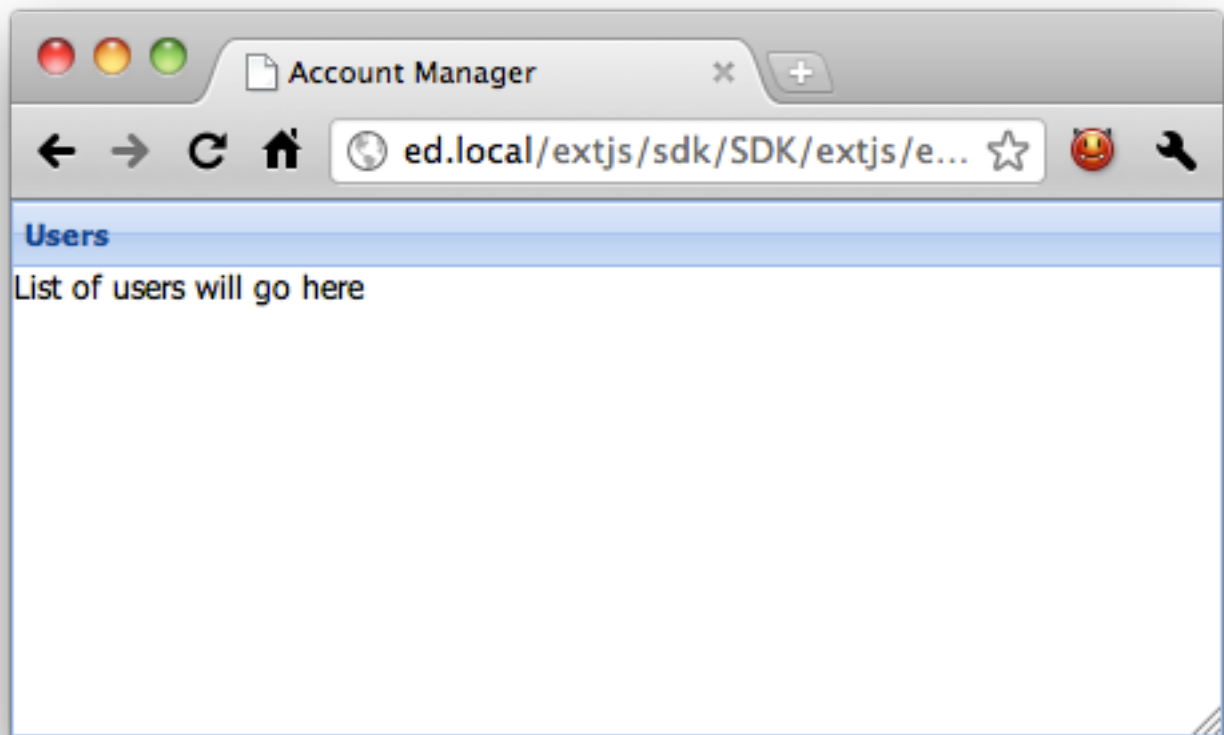 Account Manager
ed.local/extjs/sdk/SDK/extjs/e...
Users
List of users will go here